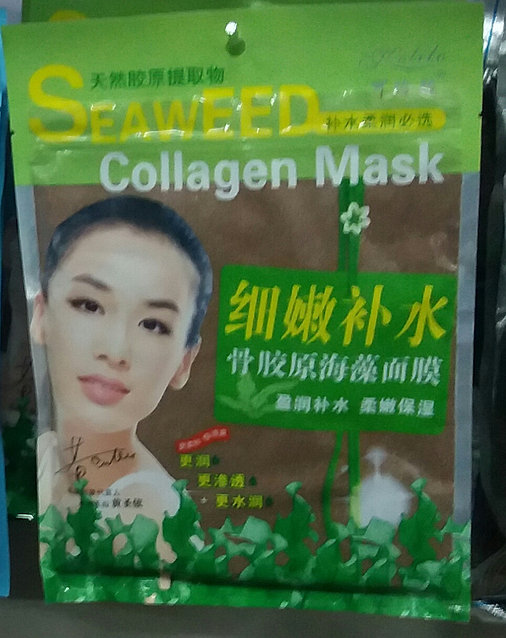 天然胶原提取物
SEAWEED
补水柔润必选
Collagen Mask
细嫩补水
骨胶原海藻面膜
盈润补水 柔嫩保湿
更润
更渗透
+ 更水润